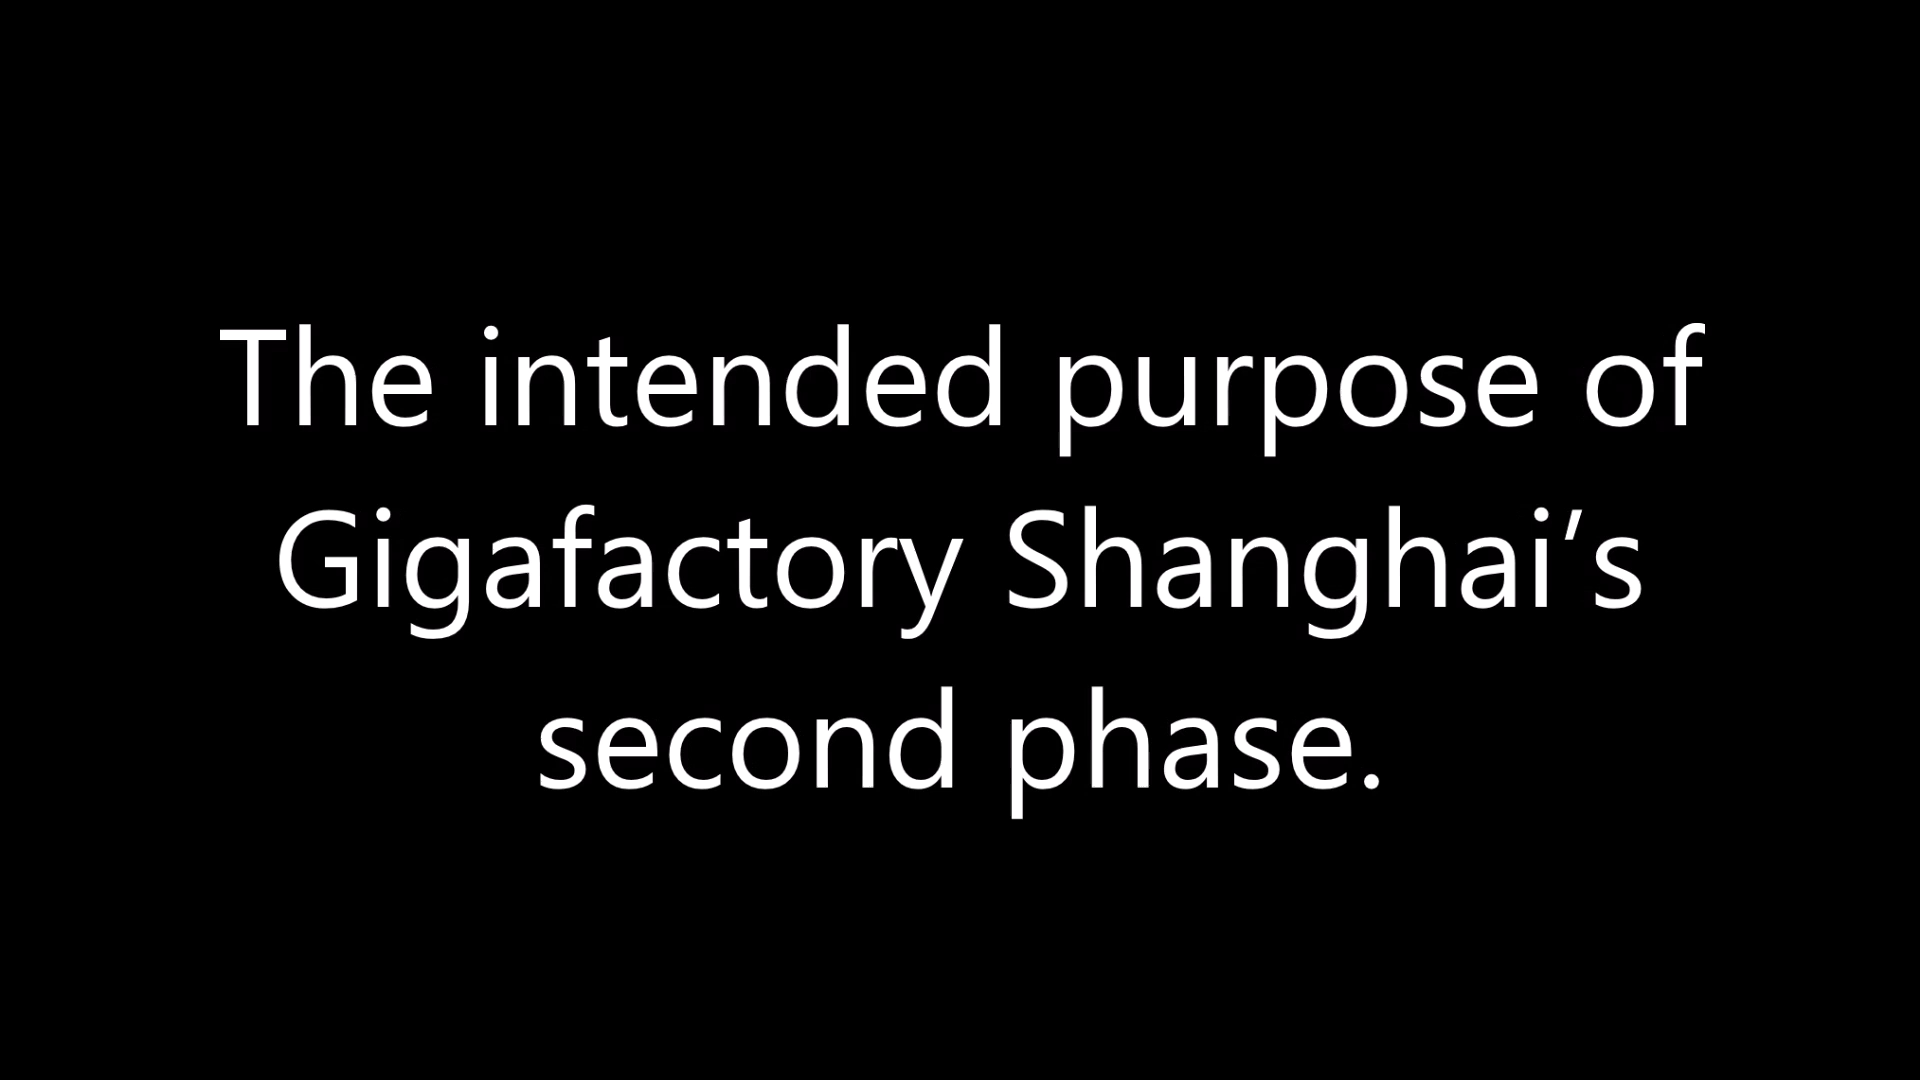 The intended purpose of
Gigafactory Shanghai’s
second phase.